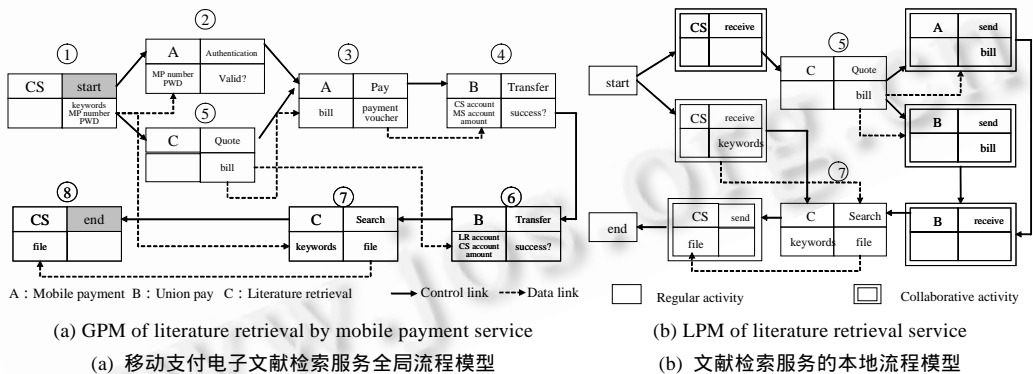 ① ② ③ ④
CS start
keywords
MP number
PWD
A Authentication
MP number
PWD
Valid?
⑤
C Quote
bill
A Pay
bill
payment
voucher
B Transfer
CS account
MS account
amount
success?
⑧ ⑦ ⑥
CS end
file
C Search
keywords file
B Transfer
LR account
CS account
amount
success?
A：Mobile payment B：Union pay C：Literature retrieval Control link Data link
(a) GPM of literature retrieval by mobile payment service
(a) 移动支付电子文献检索服务全局流程模型
start
CS receive
CS receive
keywords
⑤
C Quote
bill
A send
bill
B send
bill
⑦
end
CS send
file
C Search
keywords file
B receive
Regular activity Collaborative activity
(b) LPM of literature retrieval service
(b) 文献检索服务的本地流程模型
www.jos.org.cn